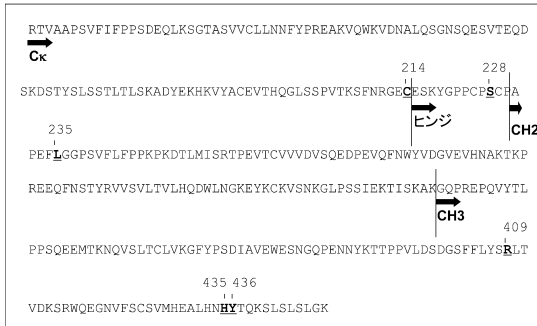 RTVAAPSVFIFPPSDEQLKSGTASVVCLLNNFYPREAKVQWKVDNALQSGNSQESVTEQD
Cκ
214 228
SKDSTYSLSSTLTLSKADYEKHKVYACEVTHQGLSSPVTKSFNRGECESKYGPPCPSCPA
ヒンジ
CH2
235
PEFLGGPSVFLFPPKPKDTLMISRTPEVTCVVVDVSQEDPEVQFNWYVDGVEVHNAKTKP
REEQFNSTYRVVSVLTVLHQDWLNGKEYKCKVSNKGLPSSIEKTISKAKGQPREPQVYTL
CH3
409
PPSQEEMTKNQVSLTCLVKGFYPSDIAVEWESNGQPENNYKTTPPVLDSDGSFFLYSRLT
435 436
VDKSRWQEGNVFSCSVMHEALHNHYTQKSLSLSLGK